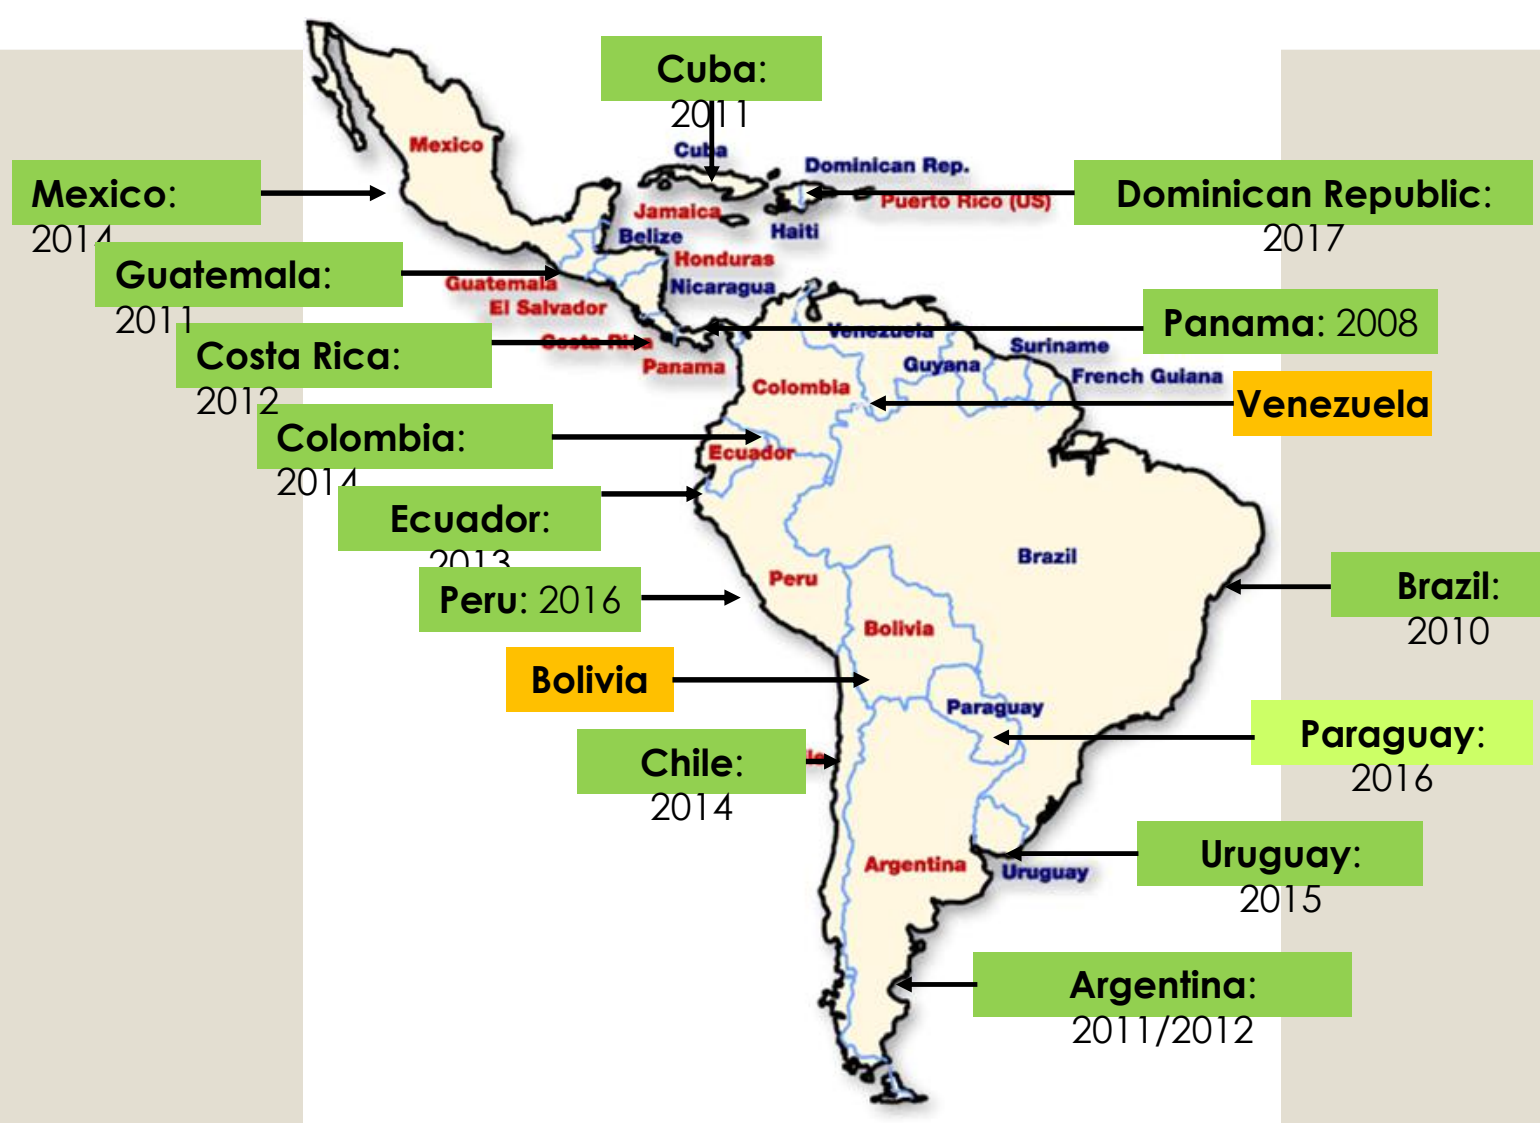 Cuba:
2011
Mexico
Cuba
Dominican Rep.
Mexico:
2014
Dominican Republic:
2017
Puerto Rico (US)
Jamaica
Belize
Haiti
Honduras
Guatemala:
2011
Guatemala
Nicaragua
El Salvador
Panama: 2008
Venezuela
Costa Rica:
2012
Costa Rica
Suriname
Guyana
Panama
Colombia
French Guiana
Venezuela
Colombia:
2014
Ecuador
Ecuador:
2013
Brazil
Peru
Peru: 2016
Brazil:
2010
Bolivia
Bolivia
Paraguay
Paraguay:
2016
Chile:
2014
Uruguay:
2015
Argentina
Uruguay
Argentina:
2011/2012